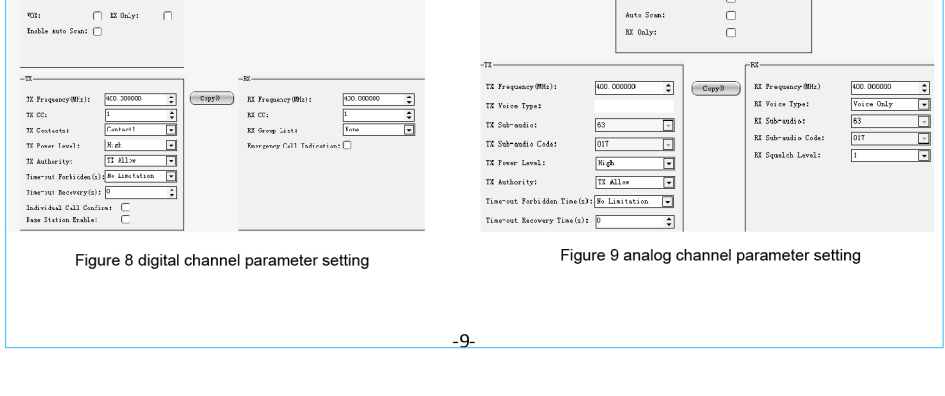 VOX: RX Only:
Enable Auto Scan:
TX
TX Frequency(MHz): 400.000000
TX CC: 1
TX Contacts: Contact1
TX Power Level: High
TX Authority: TX Allow
Time-out Forbidden(s): No Limitation
Time-out Recovery(s): 0
Individual Call Confirm:
Base Station Enable:
Copy»
RX
RX Frequency(MHz): 400.000000
RX CC: 1
RX Group List: None
Emergency Call Indication:
Figure 8 digital channel parameter setting
Auto Scan:
RX Only:
TX
TX Frequency(MHz): 400.000000
TX Voice Type:
TX Sub-audio: 63
TX Sub-audio Code: 017
TX Power Level: High
TX Authority: TX Allow
Time-out Forbidden Time(s): No Limitation
Time-out Recovery Time(s): 0
Copy»
RX
RX Frequency(MHz) 400.000000
RX Voice Type: Voice Only
RX Sub-audio: 63
RX Sub-audio Code: 017
RX Squelch Level: 1
Figure 9 analog channel parameter setting
-9-